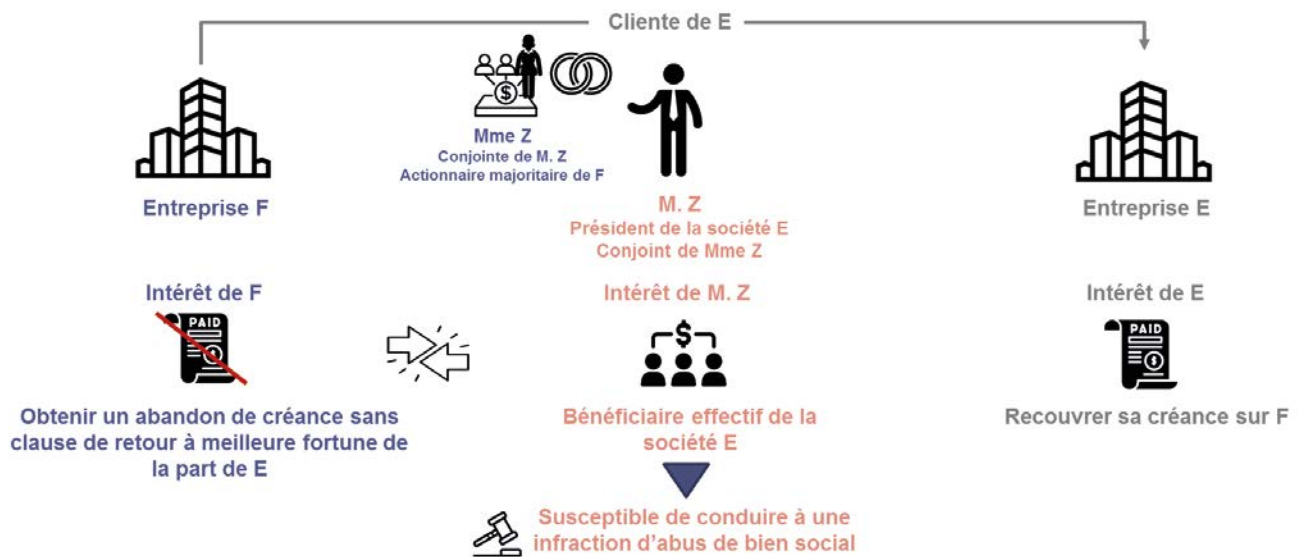 Cliente de E
Mme Z
Conjointe de M. Z
Actionnaire majoritaire de F
Entreprise F
M. Z
Président de la société E
Conjoint de Mme Z
Entreprise E
Intérêt de F
PAID
Obtenir un abandon de créance sans
clause de retour à meilleure fortune de
la part de E
Intérêt de M. Z
Bénéficiaire effectif de la
société E
Intérêt de E
PAID
Recouvrer sa créance sur F
Susceptible de conduire à une
infraction d'abus de bien social